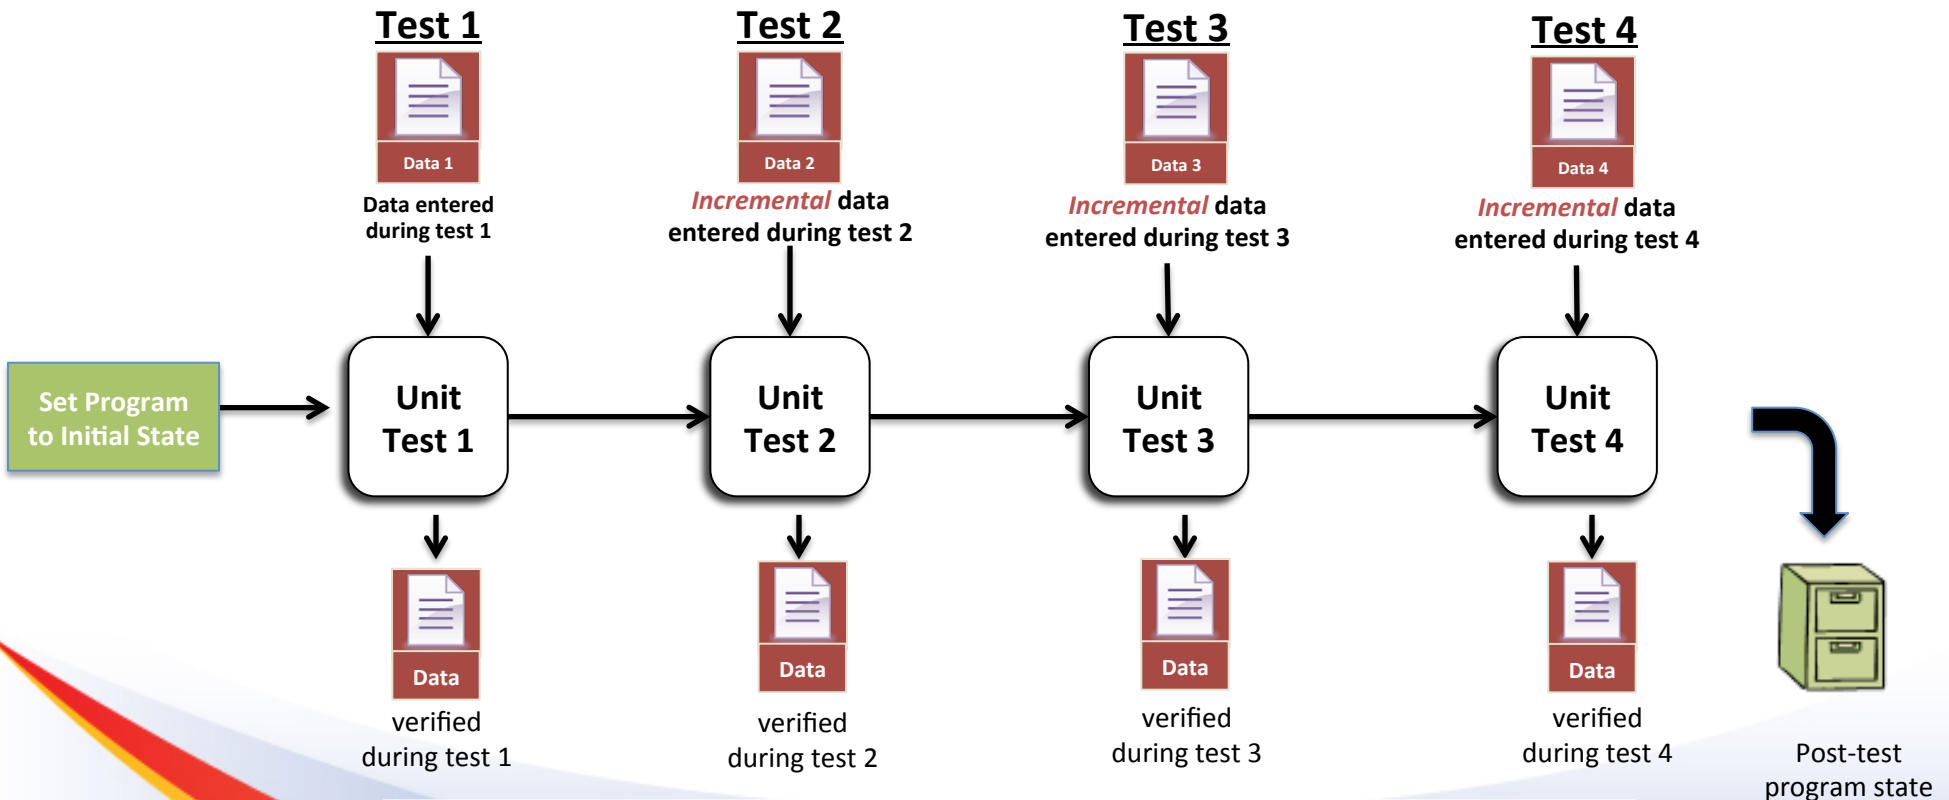 Test 1
Test 2
Test 3
Test 4
Data 1
Data 2
Data 3
Data 4
Data entered
during test 1
Incremental data
entered during test 2
Incremental data
entered during test 3
Incremental data
entered during test 4
Set Program
to Initial State
Unit
Test 1
Unit
Test 2
Unit
Test 3
Unit
Test 4
Data
verified
during test 1
Data
verified
during test 2
Data
verified
during test 3
Data
verified
during test 4
Post-test
program state